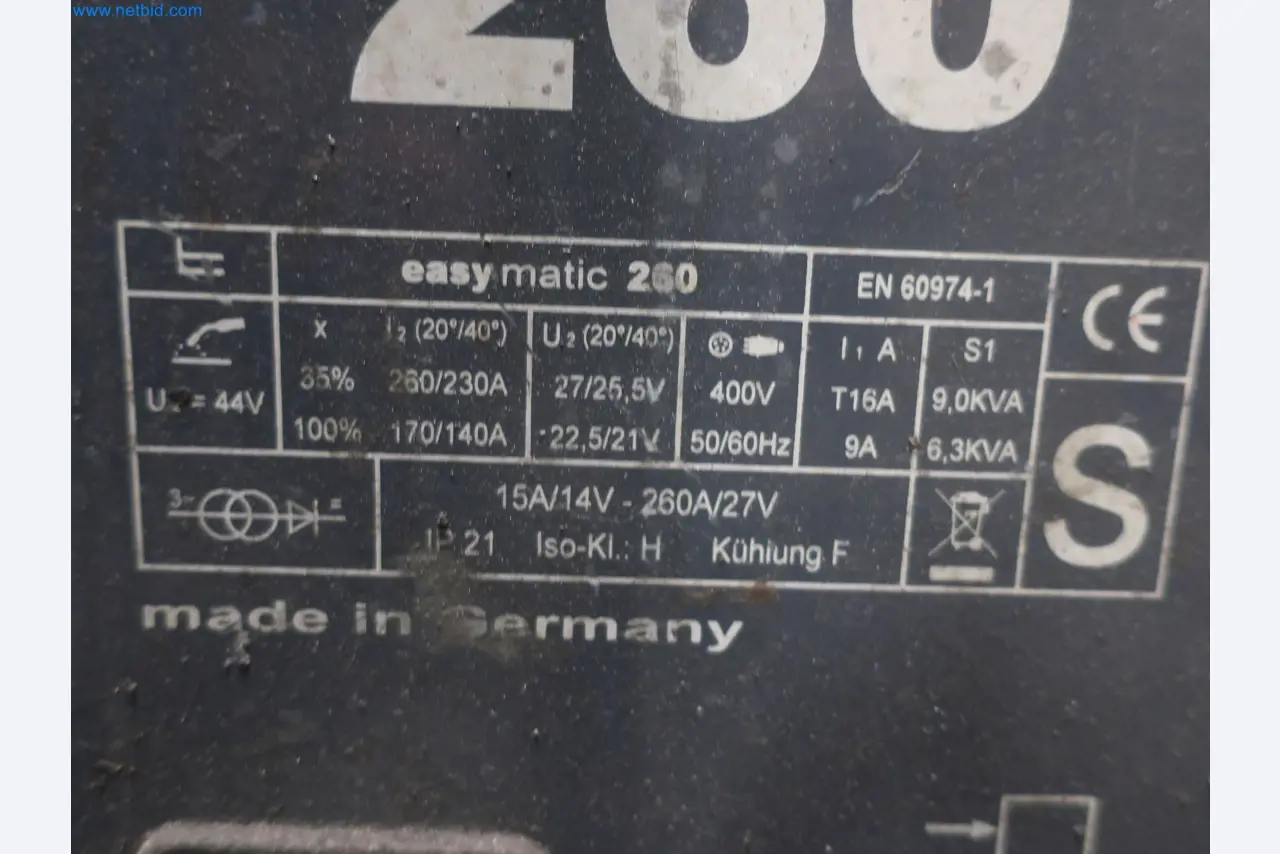 www.netbid.com
260
easymatic 260
EN 60974-1
CE
X I2 (20°/40°) U2 (20°/40°) I1 A S1
35% 260/230A 27/25,5V 400V T16A 9,0KVA
U = 44V
100% 170/140A 22,5/21V 50/60Hz 9A 6,3KVA
S
3~ =
15A/14V - 260A/27V
IP 21 Iso-Kl.: H Kühlung F
made in Germany